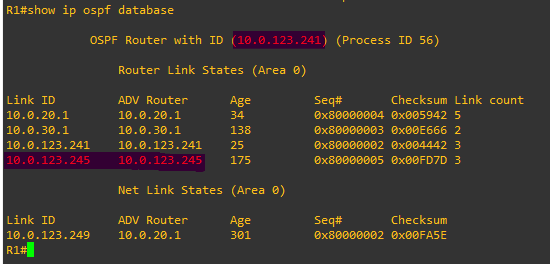 R1#show ip ospf database
OSPF Router with ID (10.0.123.241) (Process ID 56)
Router Link States (Area 0)
Link ID ADV Router Age Seq# Checksum Link count
10.0.20.1 10.0.20.1 34 0x80000004 0x005942 5
10.0.30.1 10.0.30.1 138 0x80000003 0x00E666 2
10.0.123.241 10.0.123.241 25 0x80000002 0x004442 3
10.0.123.245 10.0.123.245 175 0x80000005 0x00FD7D 3
Net Link States (Area 0)
Link ID ADV Router Age Seq# Checksum
10.0.123.249 10.0.20.1 301 0x80000002 0x00FA5E
R1#